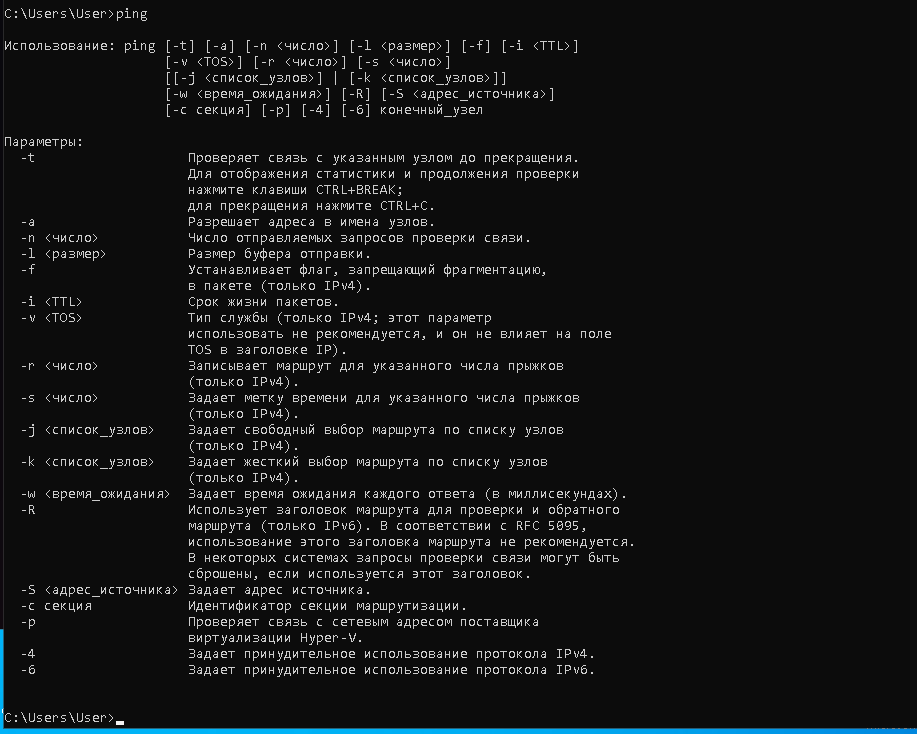 C:\Users\User>ping
Использование: ping [-t] [-a] [-n <число>] [-l <размер>] [-f] [-i <TTL>]
[-v <TOS>] [-r <число>] [-s <число>]
[[-j <список_узлов>] | [-k <список_узлов>]]
[-w <время_ожидания>] [-R] [-S <адрес_источника>]
[-c секция] [-p] [-4] [-6] конечный_узел
Параметры:
-t Проверяет связь с указанным узлом до прекращения.
Для отображения статистики и продолжения проверки
нажмите клавиши CTRL+BREAK;
для прекращения нажмите CTRL+C.
-a Разрешает адреса в имена узлов.
-n <число> Число отправляемых запросов проверки связи.
-l <размер> Размер буфера отправки.
-f Устанавливает флаг, запрещающий фрагментацию,
в пакете (только IPv4).
-i <TTL> Срок жизни пакетов.
-v <TOS> Тип службы (только IPv4; этот параметр
использовать не рекомендуется, и он не влияет на поле
TOS в заголовке IP).
-r <число> Записывает маршрут для указанного числа прыжков
(только IPv4).
-s <число> Задает метку времени для указанного числа прыжков
(только IPv4).
-j <список_узлов> Задает свободный выбор маршрута по списку узлов
(только IPv4).
-k <список_узлов> Задает жесткий выбор маршрута по списку узлов
(только IPv4).
-w <время_ожидания> Задает время ожидания каждого ответа (в миллисекундах).
-R Использует заголовок маршрута для проверки и обратного
маршрута (только IPv6). В соответствии с RFC 5095,
использование этого заголовка маршрута не рекомендуется.
В некоторых системах запросы проверки связи могут быть
сброшены, если используется этот заголовок.
-S <адрес_источника> Задает адрес источника.
-c секция Идентификатор секции маршрутизации.
-p Проверяет связь с сетевым адресом поставщика
виртуализации Hyper-V.
-4 Задает принудительное использование протокола IPv4.
-6 Задает принудительное использование протокола IPv6.
C:\Users\User>